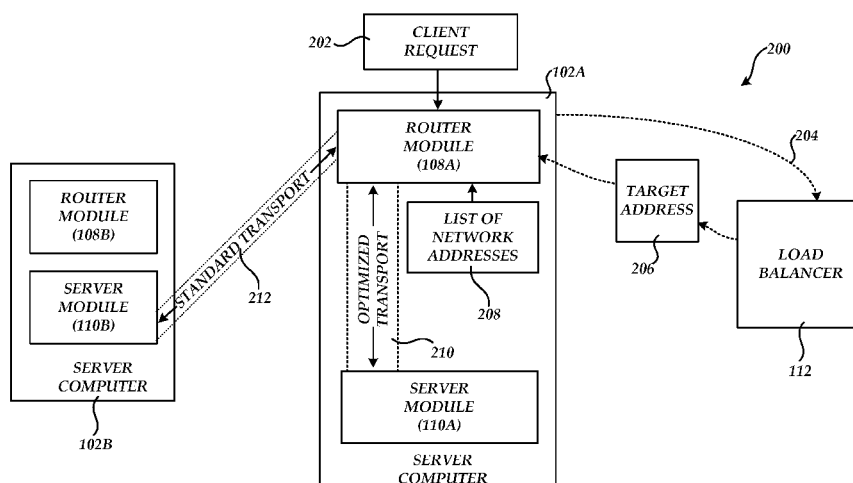 CLIENT
REQUEST
202
200
102A
ROUTER
MODULE
(108A)
204
TARGET
ADDRESS
206
LOAD
BALANCER
112
LIST OF
NETWORK
ADDRESSES
208
ROUTER
MODULE
(108B)
SERVER
MODULE
(110B)
SERVER
COMPUTER
102B
STANDARD TRANSPORT
212
OPTIMIZED
TRANSPORT
210
SERVER
MODULE
(110A)
SERVER
COMPUTER